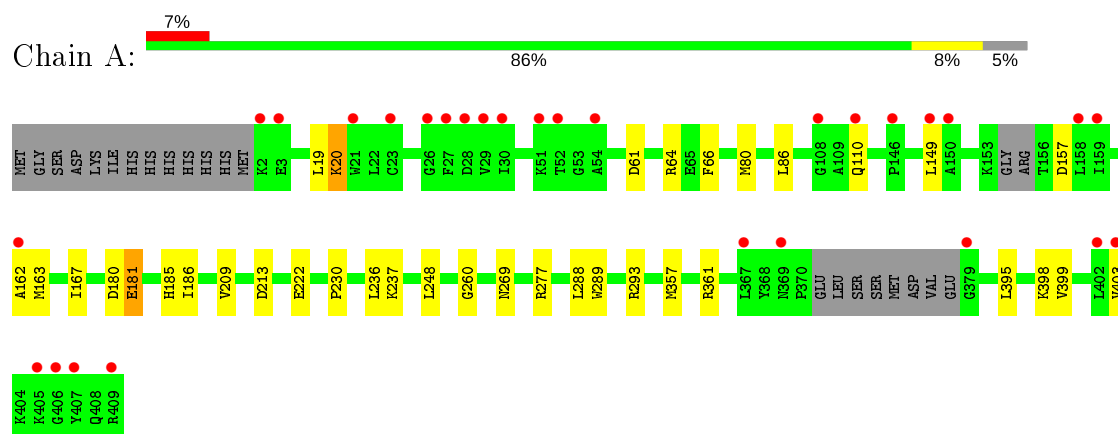 7%
Chain A:
86% 8% 5%
MET GLY SER ASP LYS ILE HIS HIS HIS HIS HIS HIS MET K2 E3 L19 K20 W21 L22 C23 G26 F27 D28 V29 I30 K51 T52 G53 A54 D61 R64 E65 F66 M80 L86 G108 A109 Q110 P146 L149 A150 K153 GLY ARG T156 D157 L158 I159
A162 M163 I167 D180 E181 H185 I186 V209 D213 E222 P230 L236 K237 L248 G260 N269 R277 L288 W289 R293 M357 R361 L367 Y368 N369 P370 GLU LEU SER SER MET ASP VAL GLU G379 L395 K398 V399 L402
K404 K405 G406 Y407 Q408 R409